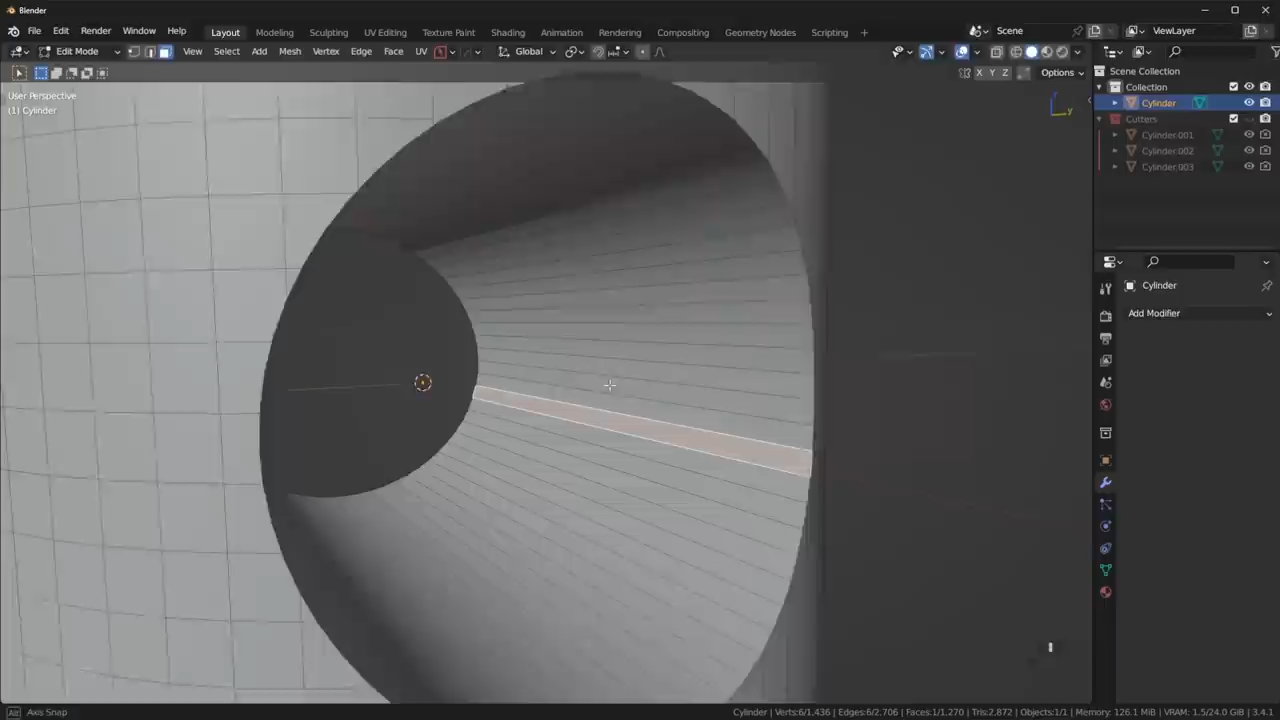 Blender
File Edit Render Window Help Layout Modeling Sculpting UV Editing Texture Paint Shading Animation Rendering Compositing Geometry Nodes Scripting + Scene ViewLayer
Edit Mode View Select Add Mesh Vertex Edge Face UV Global
X Y Z Options
User Perspective
(1) Cylinder
Scene Collection
Collection
Cylinder
Cutters
Cylinder.001
Cylinder.002
Cylinder.003
Cylinder
Add Modifier
Alt Axis Snap
Cylinder | Verts:6/1,436 | Edges:6/2,706 | Faces:1/1,270 | Tris:2,872 | Objects:1/1 | Memory: 126.1 MiB | VRAM: 1.5/24.0 GiB | 3.4.1